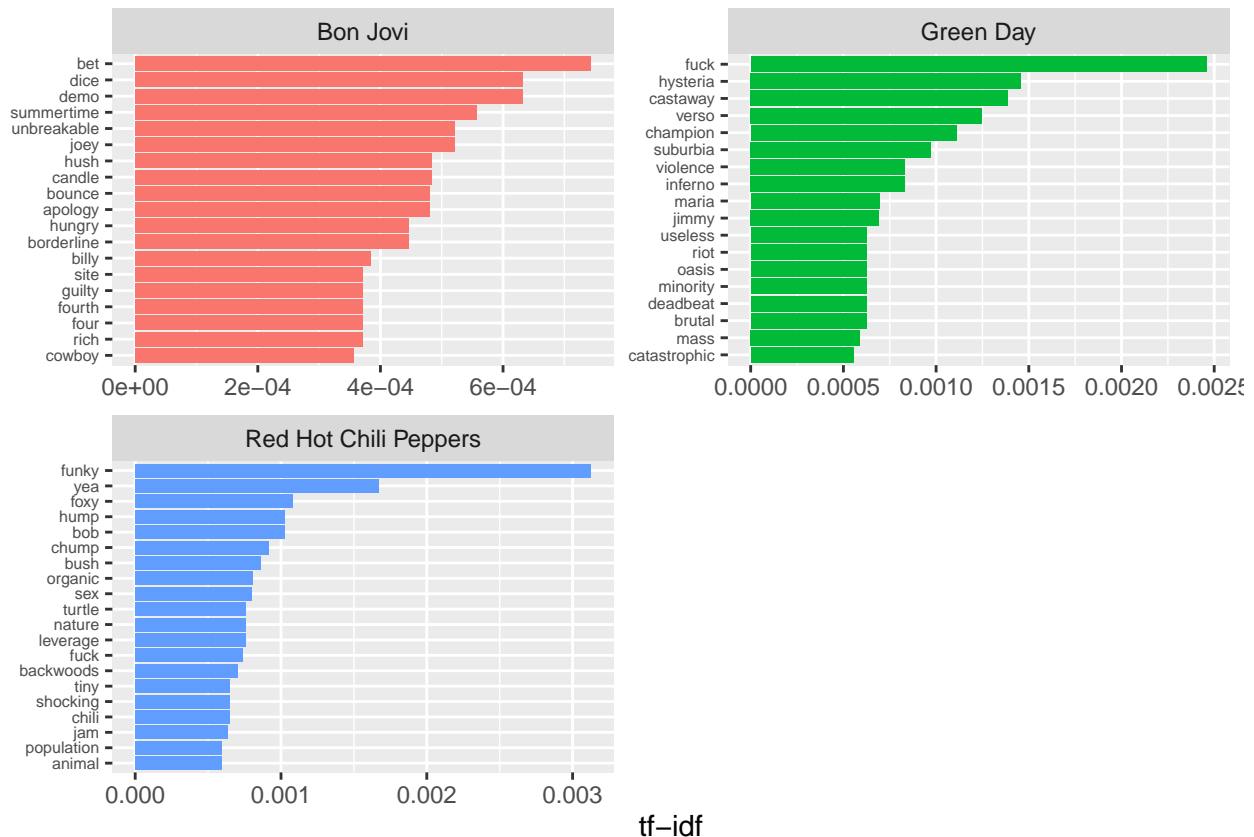 Bon Jovi
bet
dice
demo
summertime
unbreakable
joey
hush
candle
bounce
apology
hungry
borderline
billy
site
guilty
fourth
four
rich
cowboy
0e+00 2e−04 4e−04 6e−04
Green Day
fuck
hysteria
castaway
verso
champion
suburbia
violence
inferno
maria
jimmy
useless
riot
oasis
minority
deadbeat
brutal
mass
catastrophic
0.0000 0.0005 0.0010 0.0015 0.0020 0.0025
Red Hot Chili Peppers
funky
yea
foxy
hump
bob
chump
bush
organic
sex
turtle
nature
leverage
fuck
backwoods
tiny
shocking
chili
jam
population
animal
0.000 0.001 0.002 0.003
tf−idf